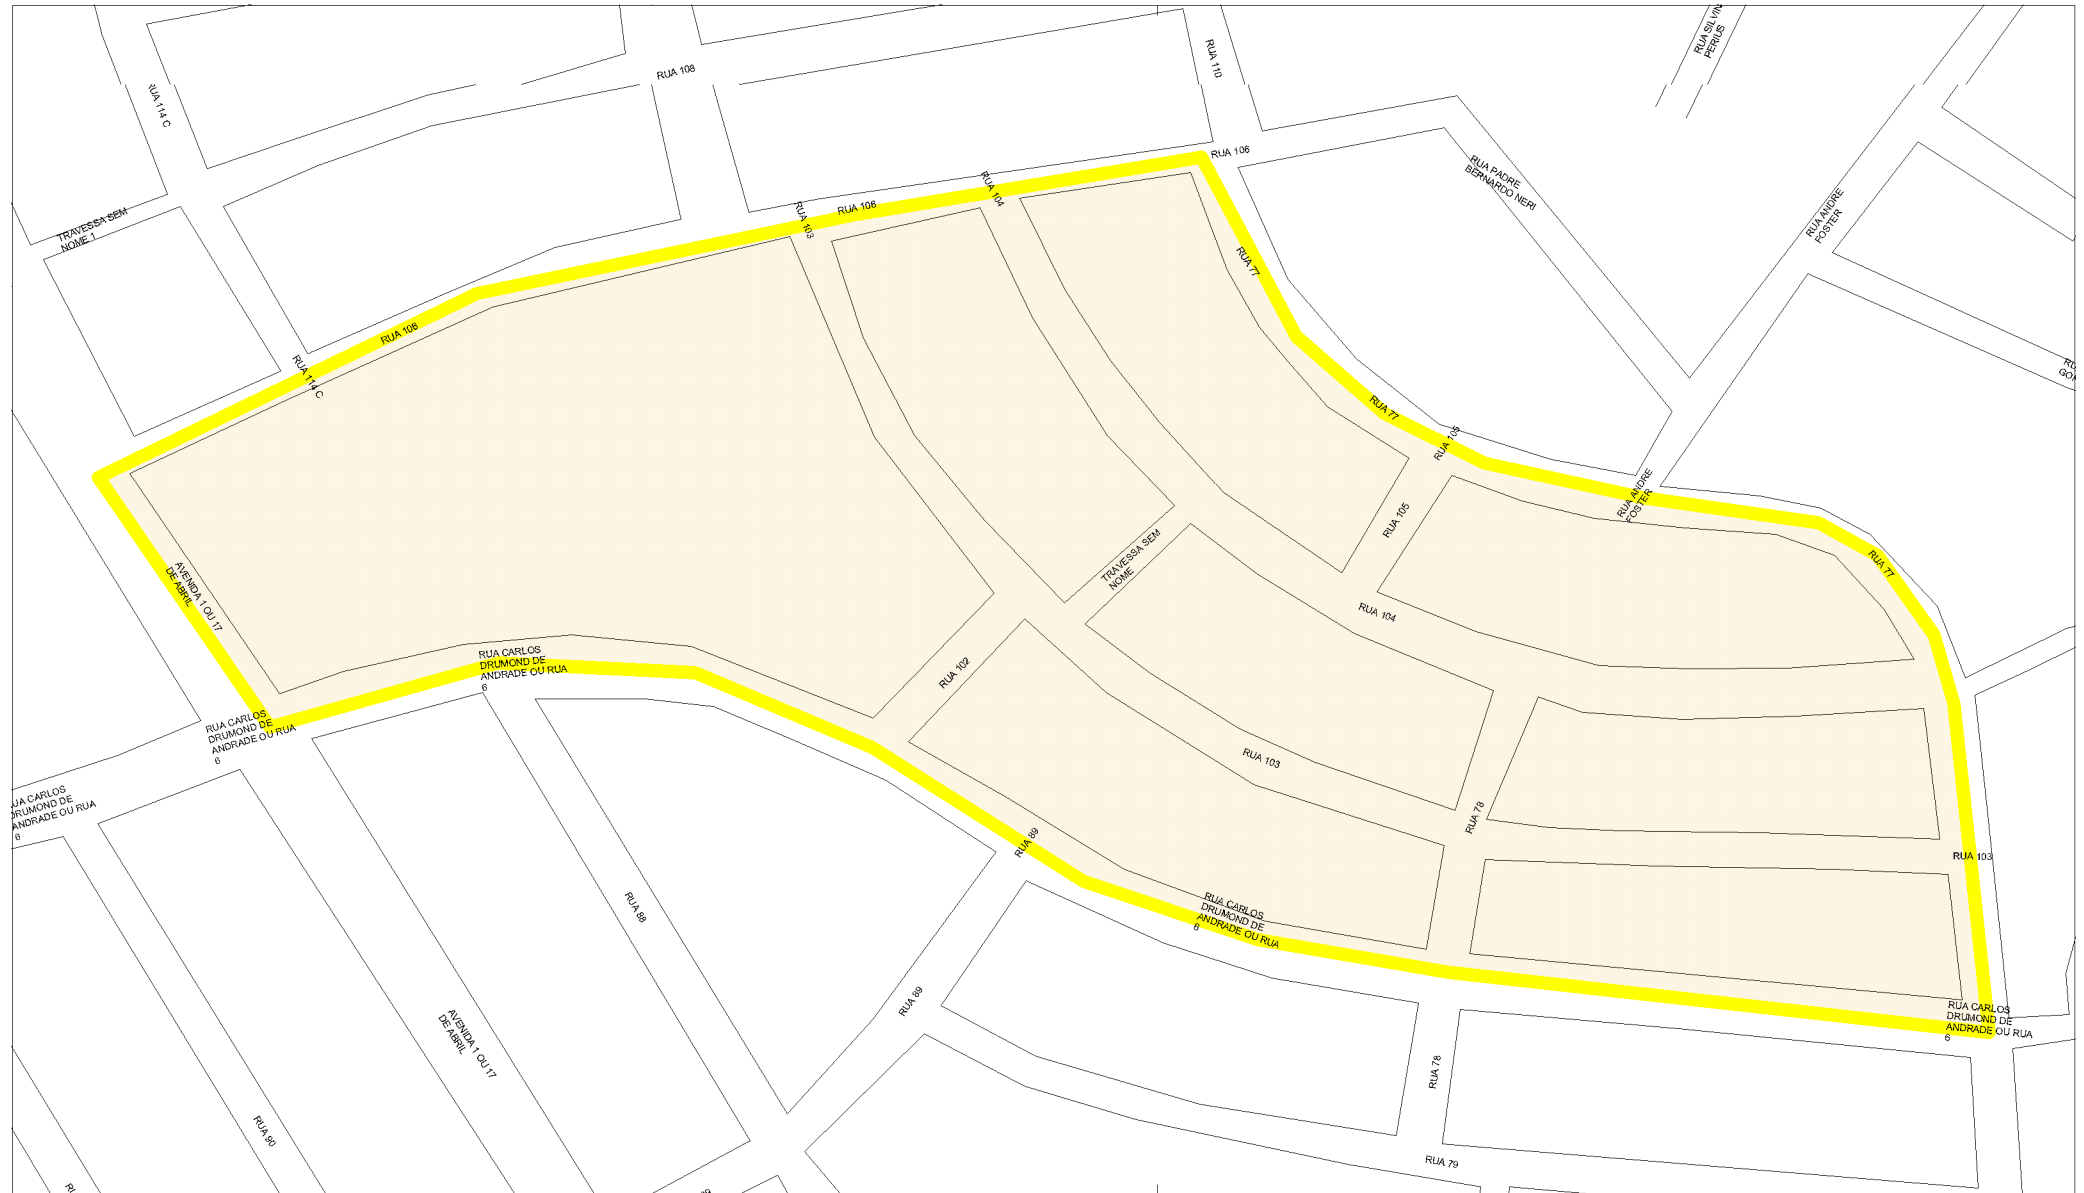 RUA SILVIN
PERIUS
RUA 110
RUA 108
RUA 114 C
RUA 106
RUA PADRE
BERNARDO NERI
RUA 104
RUA ANDRE
FOSTER
RUA 103
RUA 106
TRAVESSA SEM
NOME 1
RUA 77
RUA 106
RUA 114 C
RUA 77
RUA 105
RUA ANDRE
FOSTER
RUA 105
RUA 77
TRAVESSA SEM
NOME
AVENIDA 1 OU 17
DE ABRIL
RUA 104
RUA CARLOS
DRUMOND DE
ANDRADE OU RUA
6
RUA 102
RUA CARLOS
DRUMOND DE
ANDRADE OU RUA
6
RUA 103
RUA CARLOS
DRUMOND DE
ANDRADE OU RUA
6
RUA 78
RUA 89
RUA 103
RUA 88
RUA CARLOS
DRUMOND DE
ANDRADE OU RUA
6
RUA 89
RUA CARLOS
DRUMOND DE
ANDRADE OU RUA
6
AVENIDA 1 OU 17
DE ABRIL
RUA 78
RUA 90
RUA 79